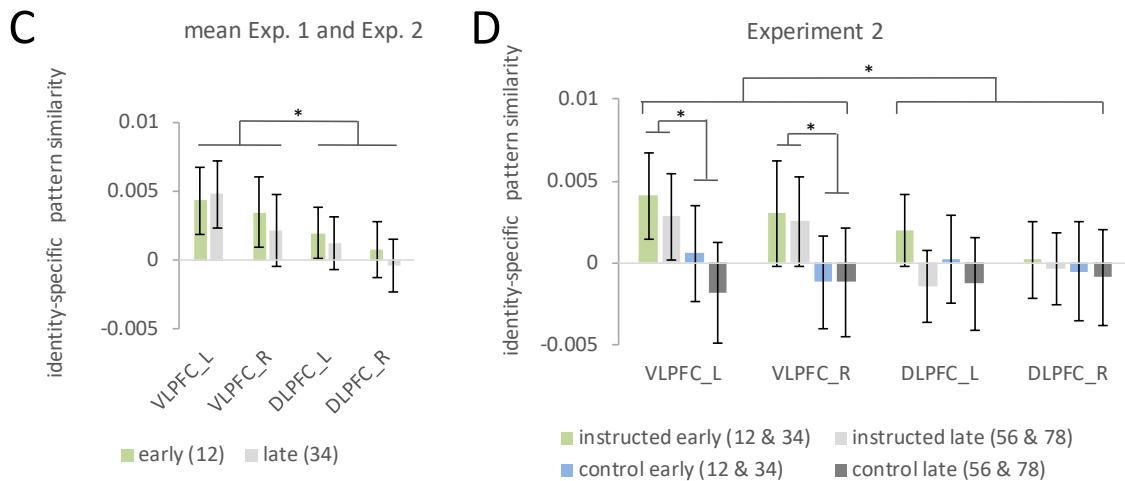 C
mean Exp. 1 and Exp. 2
identity-specific pattern similarity
0.01
0.005
0
-0.005
*
VLPFC_L
VLPFC_R
DLPFC_L
DLPFC_R
early (12)
late (34)
D
Experiment 2
identity-specific pattern similarity
0.01
0.005
0
-0.005
*
*
*
VLPFC_L
VLPFC_R
DLPFC_L
DLPFC_R
instructed early (12 & 34)
instructed late (56 & 78)
control early (12 & 34)
control late (56 & 78)